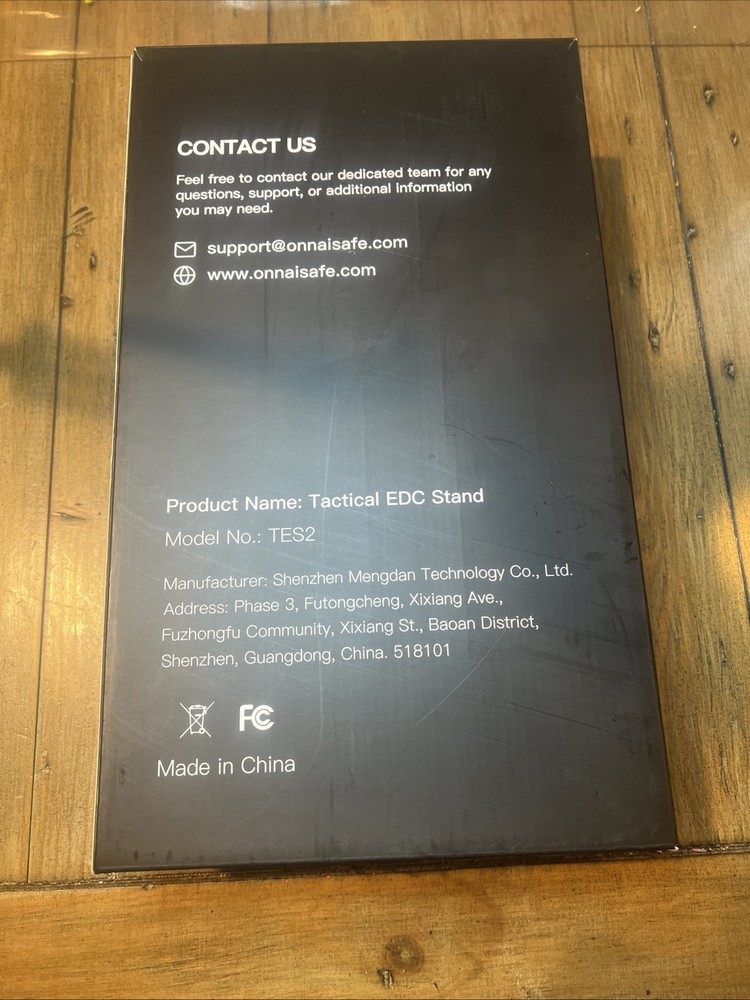 CONTACT US
Feel free to contact our dedicated team for any
questions, support, or additional information
you may need.
support@onnaisafe.com
www.onnaisafe.com
Product Name: Tactical EDC Stand
Model No.: TES2
Manufacturer: Shenzhen Mengdan Technology Co., Ltd.
Address: Phase 3, Futongcheng, Xixiang Ave.,
Fuzhongfu Community, Xixiang St., Baoan District,
Shenzhen, Guangdong, China. 518101
FC
Made in China